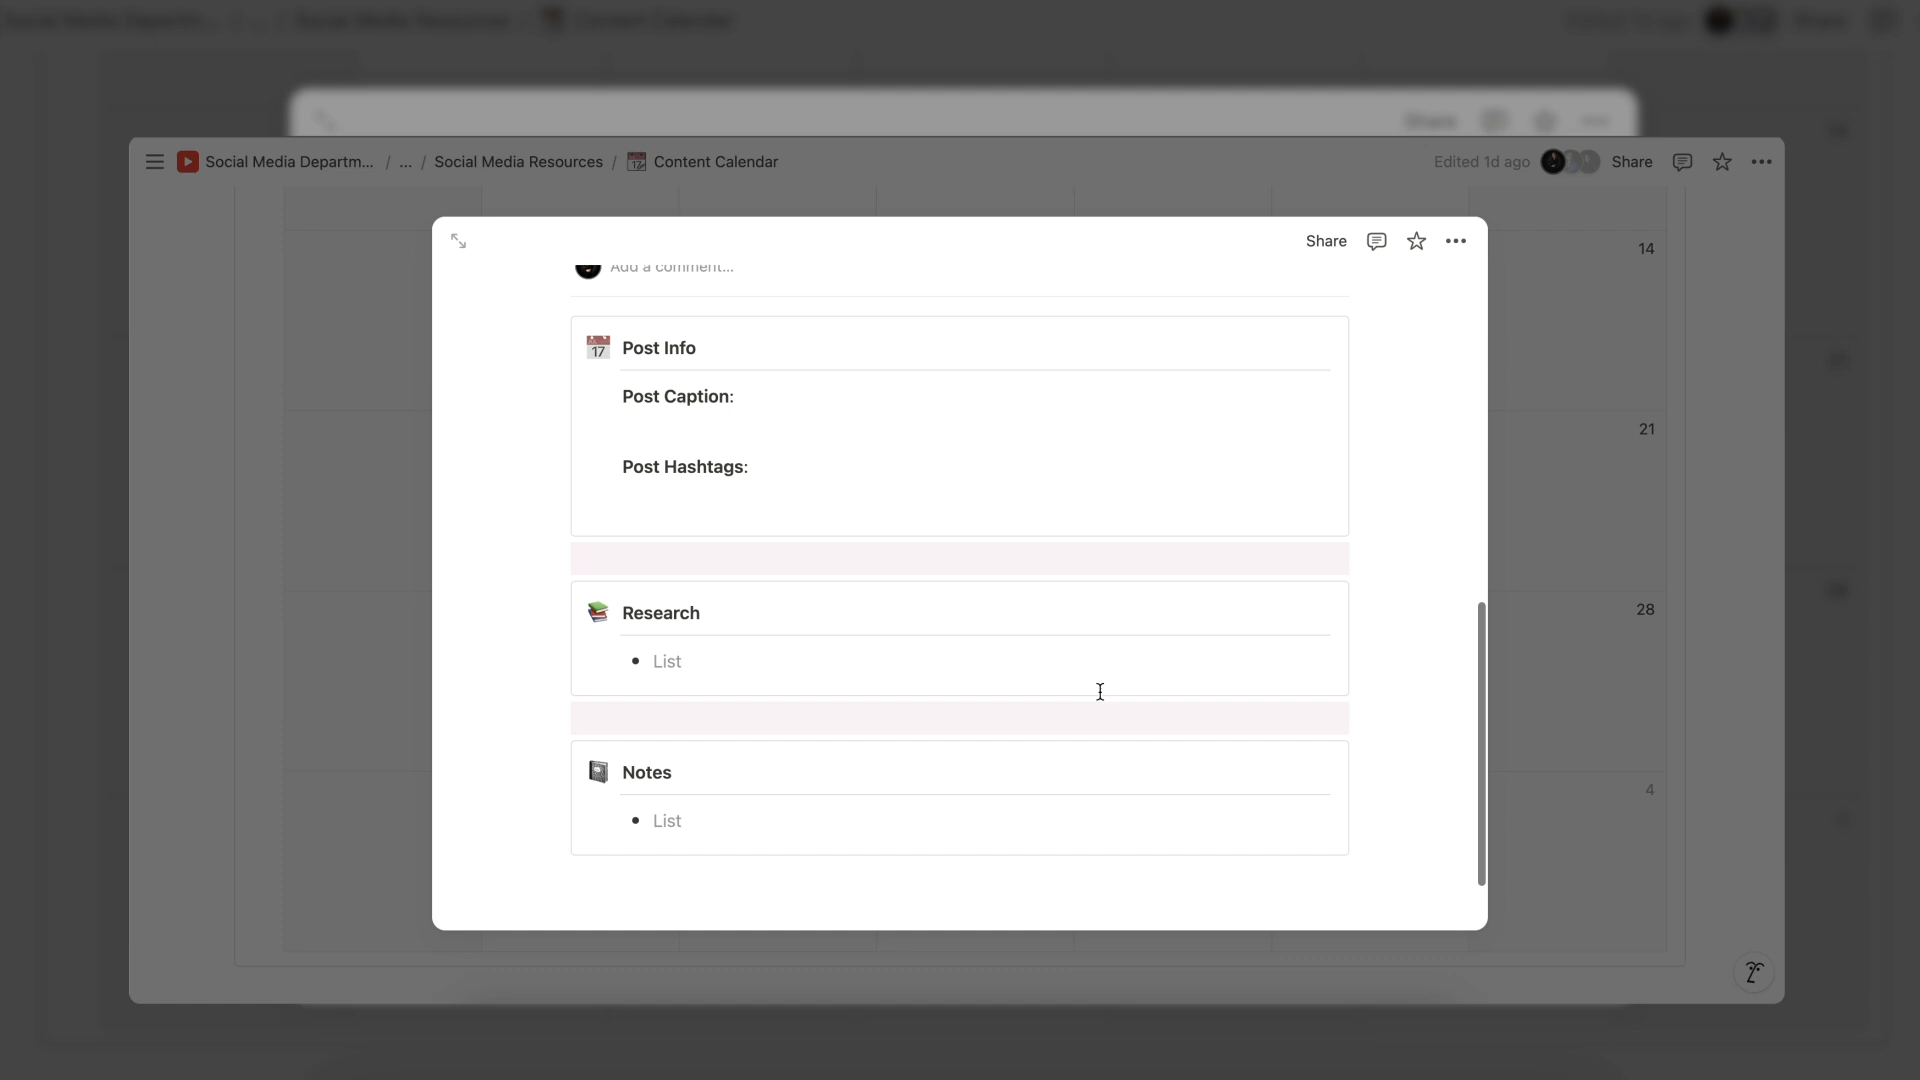 Social Media Departm... / ... / Social Media Resources / Content Calendar
Edited 1d ago Share
Share
Add a comment...
14
17 Post Info
Post Caption:
21
Post Hashtags:
Research
28
List
Notes
4
List